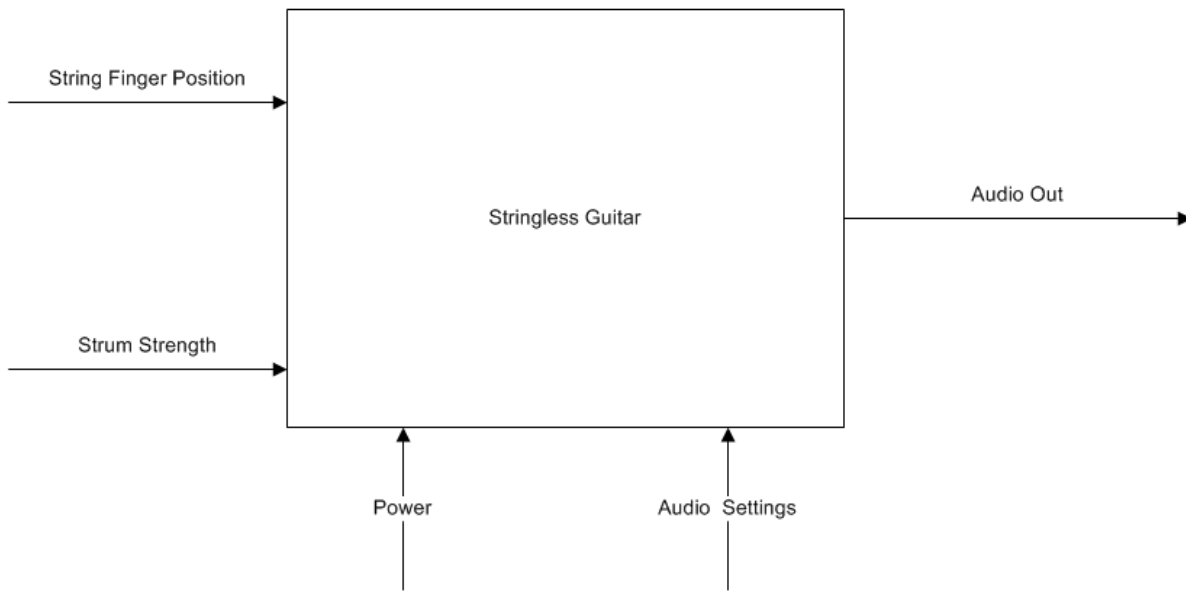 String Finger Position
Audio Out
Stringless Guitar
Strum Strength
Power
Audio Settings